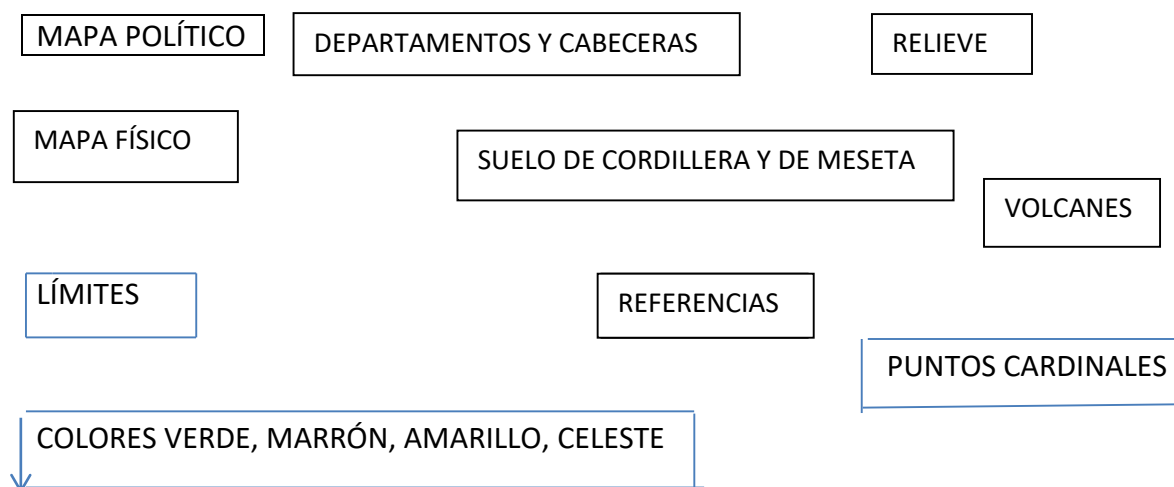 MAPA POLÍTICO
DEPARTAMENTOS Y CABECERAS
RELIEVE
MAPA FÍSICO
SUELO DE CORDILLERA Y DE MESETA
VOLCANES
LÍMITES
REFERENCIAS
PUNTOS CARDINALES
COLORES VERDE, MARRÓN, AMARILLO, CELESTE